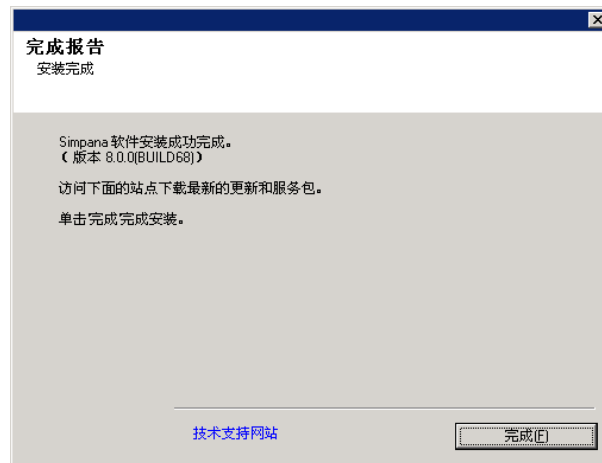 完成报告
安装完成
Simpana 软件安装成功完成。
( 版本 8.0.0(BUILD68))
访问下面的站点下载最新的更新和服务包。
单击完成完成安装。
技术支持网站
完成(F)